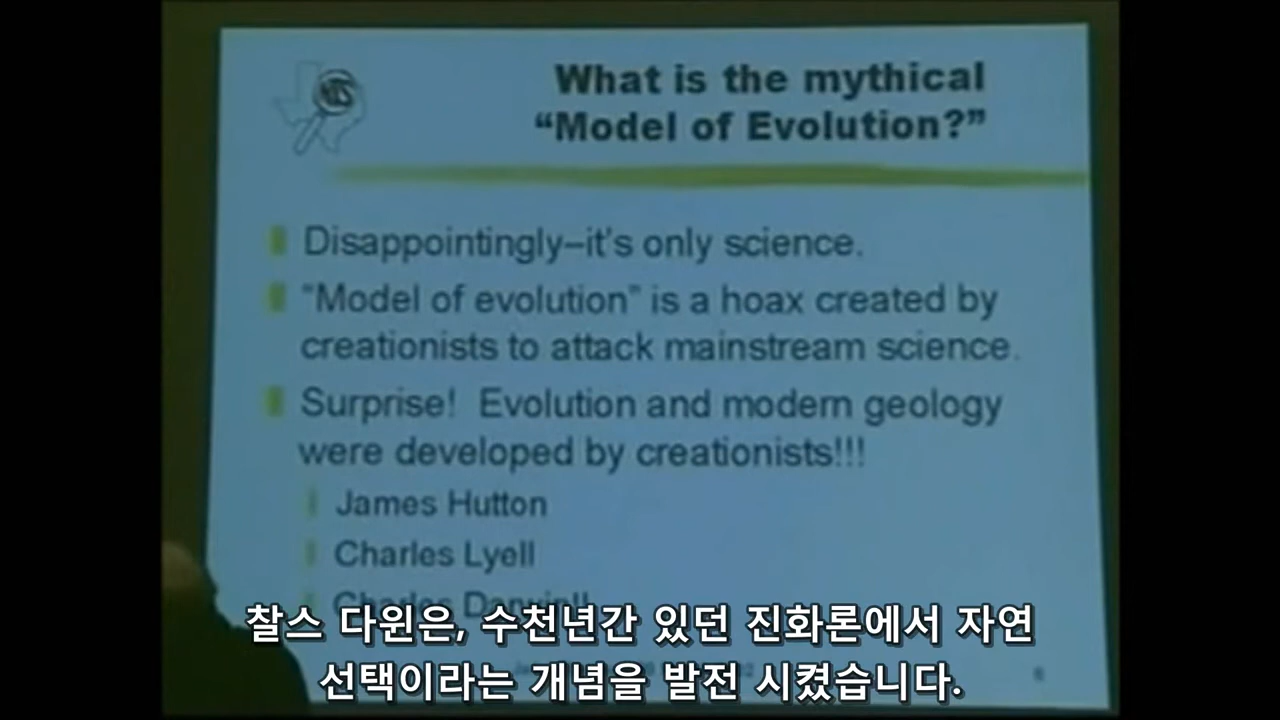 What is the mythical
“Model of Evolution?”
Disappointingly–it's only science.
“Model of evolution” is a hoax created by
creationists to attack mainstream science.
Surprise! Evolution and modern geology
were developed by creationists!!!
James Hutton
Charles Lyell
Charles
찰스 다윈은, 수천년간 있던 진화론에서 자연
선택이라는 개념을 발전 시켰습니다.